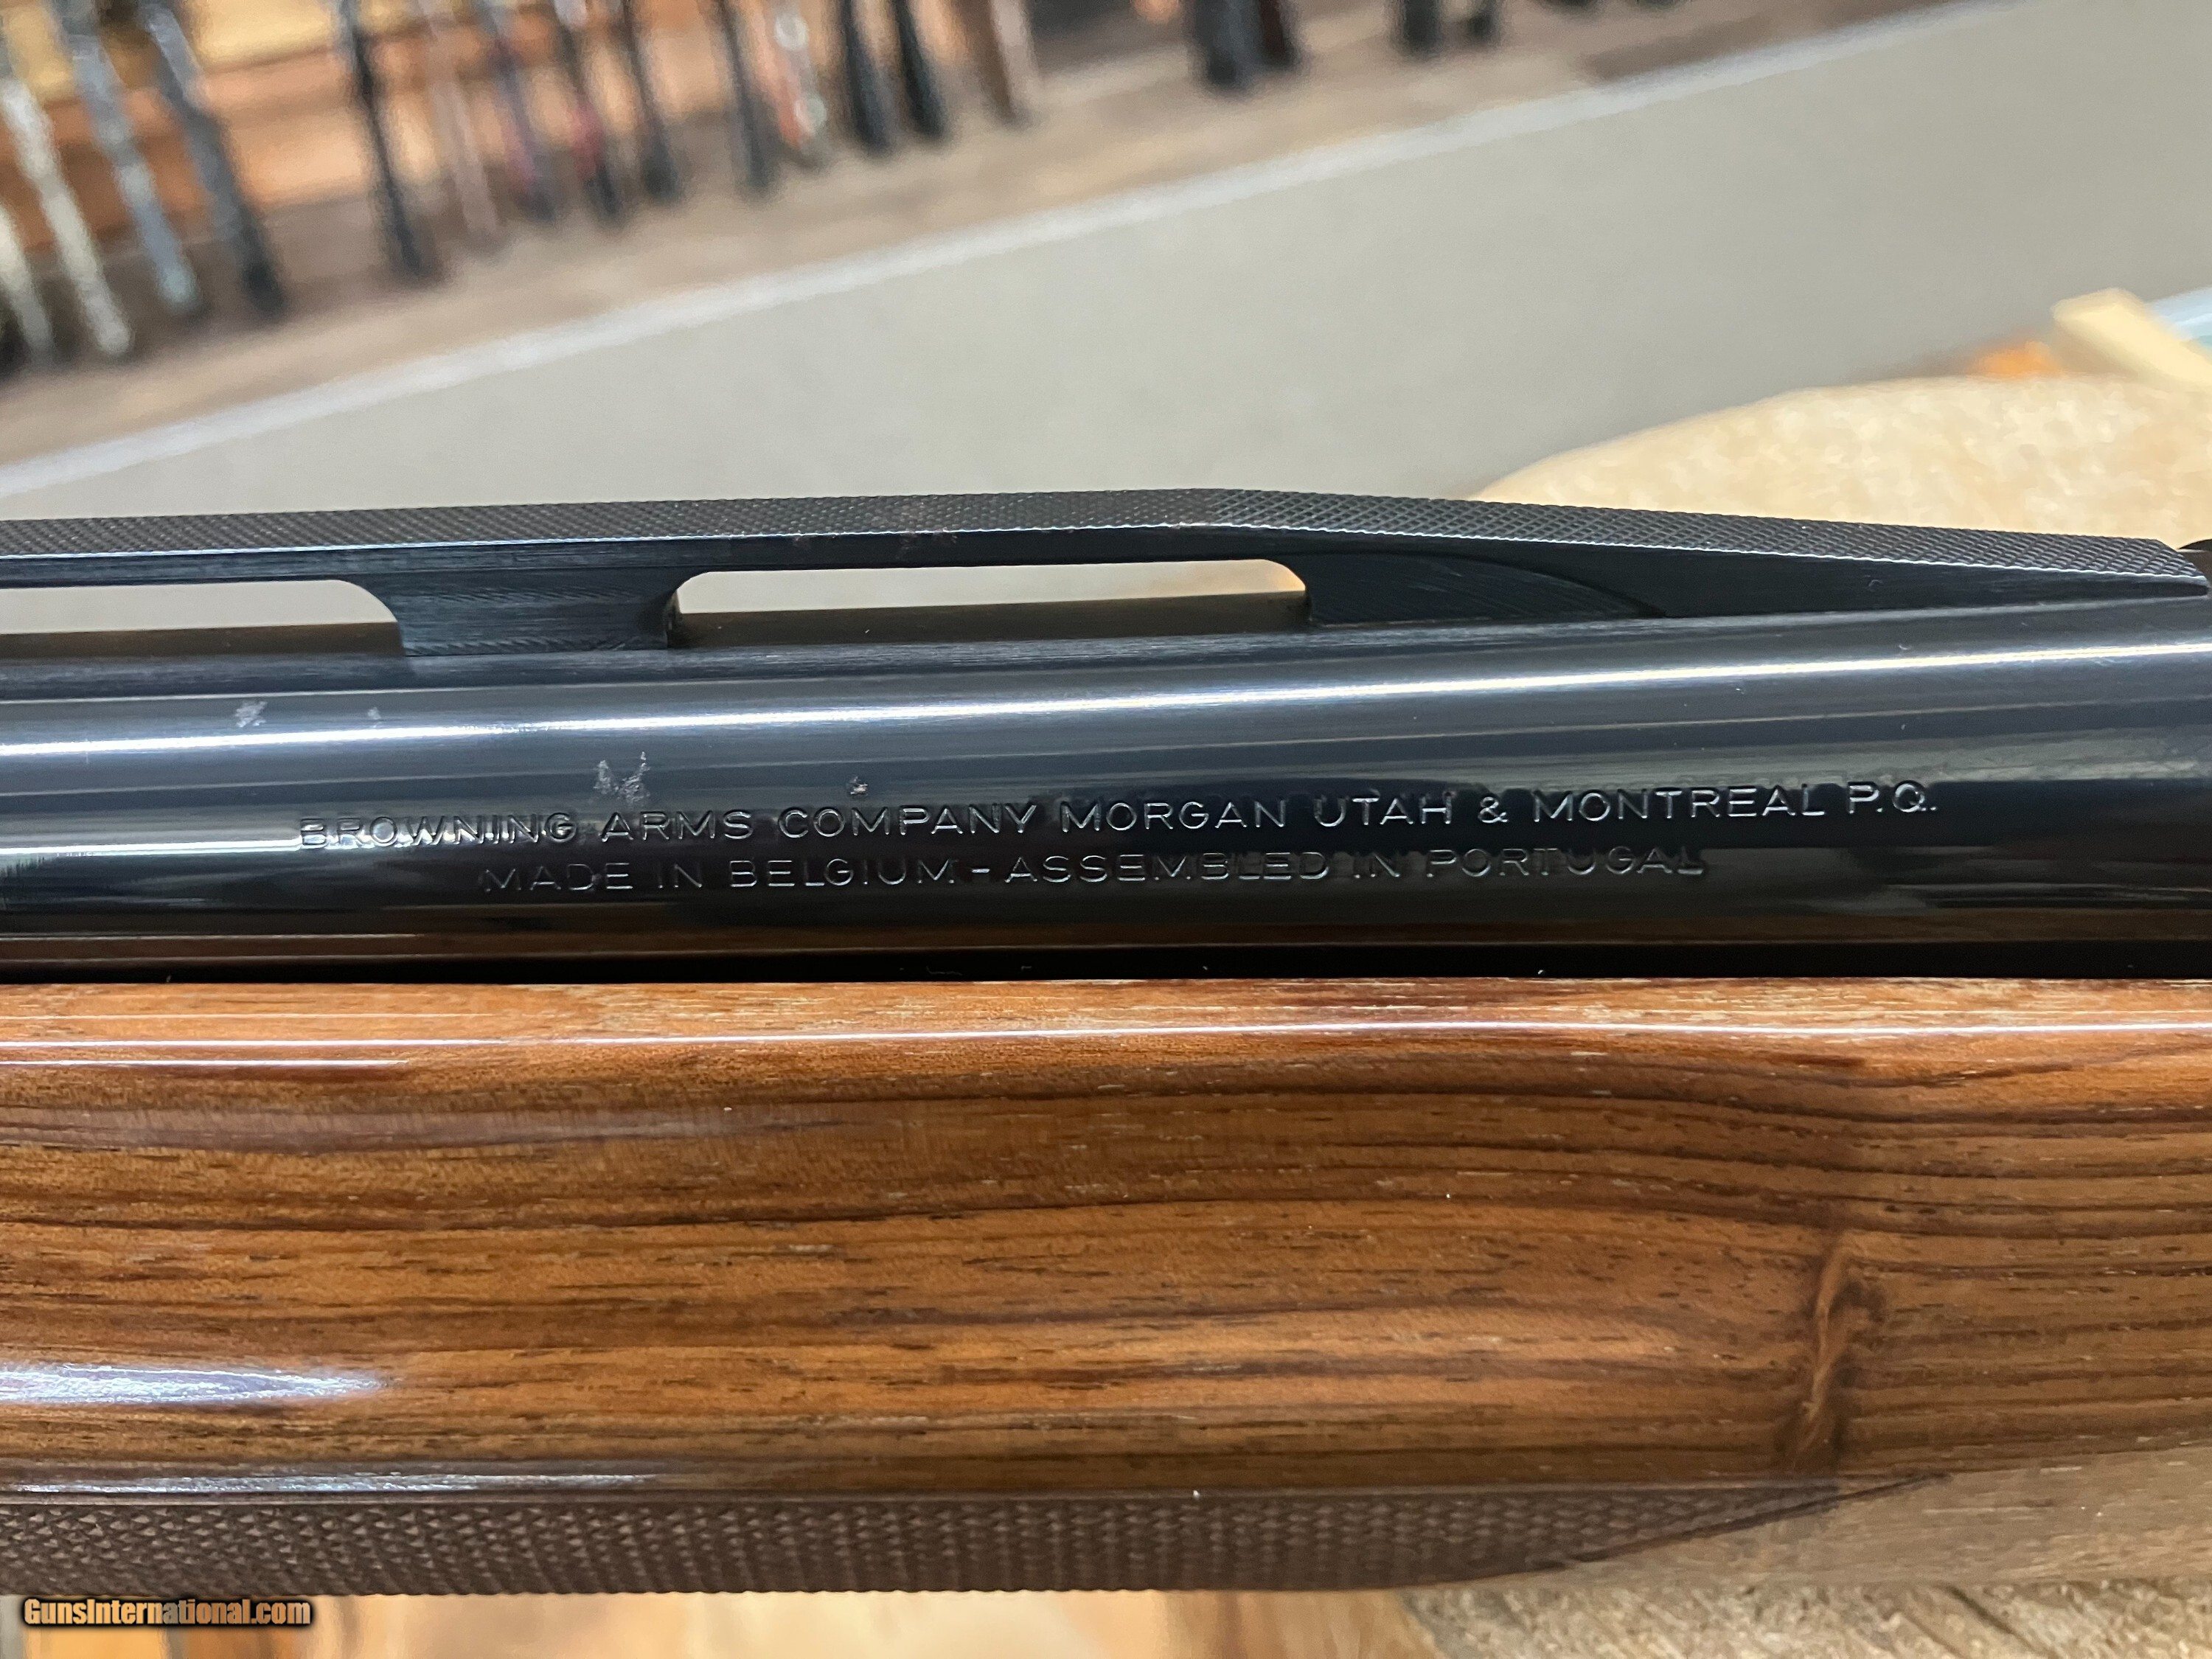 BROWNING ARMS COMPANY MORGAN UTAH & MONTREAL P.Q.
MADE IN BELGIUM - ASSEMBLED IN PORTUGAL
GunsInternational.com